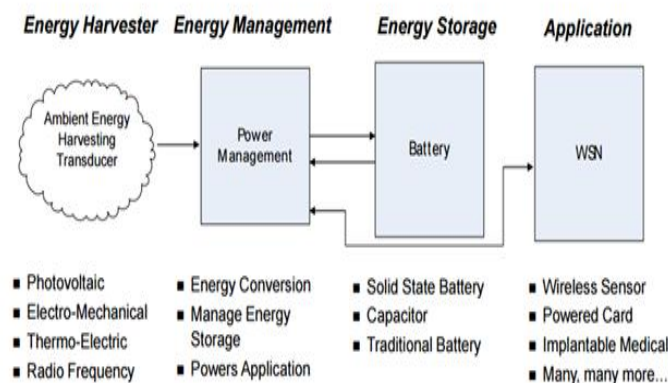 Energy Harvester Energy Management Energy Storage Application
Ambient Energy
Harvesting
Transducer
Power
Management
Battery
WSN
■ Photovoltaic
■ Electro-Mechanical
■ Thermo-Electric
■ Radio Frequency
■ Energy Conversion
■ Manage Energy
Storage
■ Powers Application
■ Solid State Battery
■ Capacitor
■ Traditional Battery
■ Wireless Sensor
■ Powered Card
■ Implantable Medical
■ Many, many more...